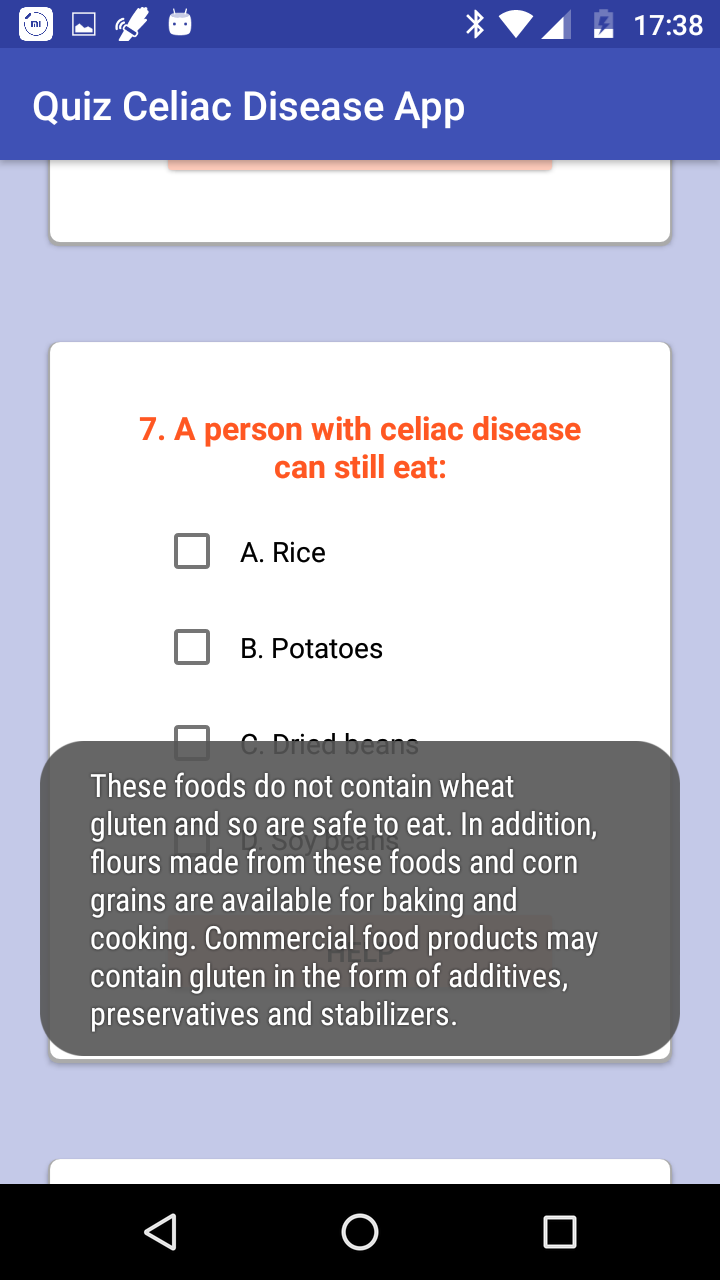 17:38
Quiz Celiac Disease App
7. A person with celiac disease
can still eat:
A. Rice
B. Potatoes
C. Dried beans
D. Soy beans
HELP
These foods do not contain wheat
gluten and so are safe to eat. In addition,
flours made from these foods and corn
grains are available for baking and
cooking. Commercial food products may
contain gluten in the form of additives,
preservatives and stabilizers.